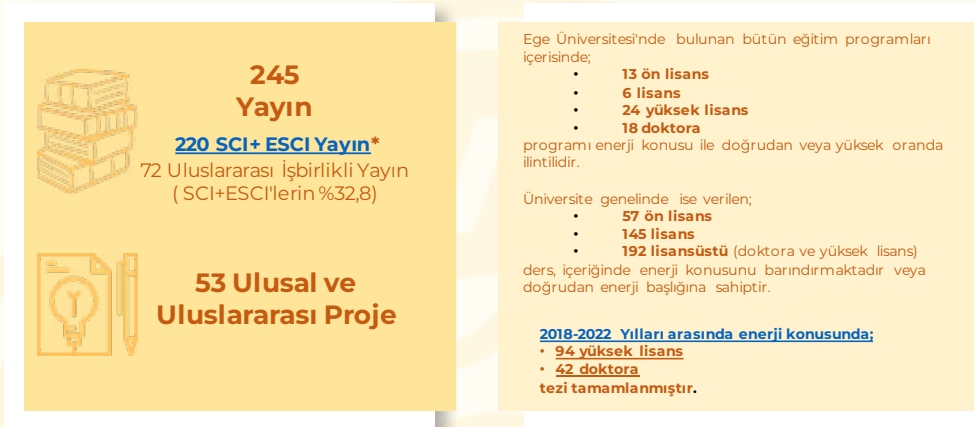 245
Yayın
220 SCI+ ESCI Yayın*
72 Uluslararası İşbirlikli Yayın
( SCI+ESCI'lerin %32,8)
53 Ulusal ve
Uluslararası Proje
Ege Üniversitesi'nde bulunan bütün eğitim programları
içerisinde;
• 13 ön lisans
• 6 lisans
• 24 yüksek lisans
• 18 doktora
programı enerji konusu ile doğrudan veya yüksek oranda
ilintilidir.
Üniversite genelinde ise verilen;
• 57 ön lisans
• 145 lisans
• 192 lisansüstü (doktora ve yüksek lisans)
ders, içeriğinde enerji konusunu barındırmaktadır veya
doğrudan enerji başlığına sahiptir.
2018-2022 Yılları arasında enerji konusunda;
• 94 yüksek lisans
• 42 doktora
tezi tamamlanmıştır.